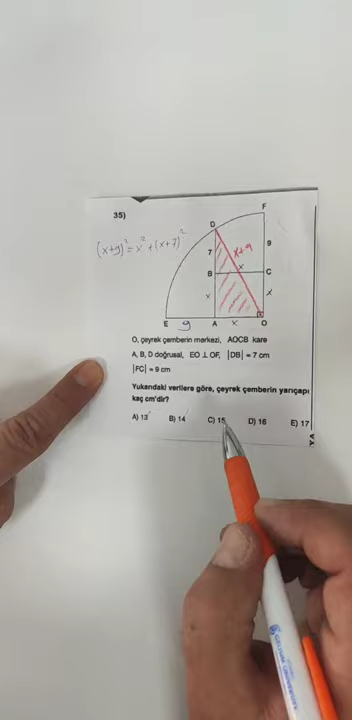 35)
F
D
(x+9)² = x² + (x+7)²
7
x+9
9
B
x
C
x
x
E
9
A
x
O
O, çeyrek çemberin merkezi, AOCB kare
A, B, D doğrusal, EO ⊥ OF, |DB| = 7 cm
|FC| = 9 cm
Yukarıdaki verilere göre, çeyrek çemberin yarıçapı
kaç cm'dir?
A) 13 B) 14 C) 15 D) 16 E) 17